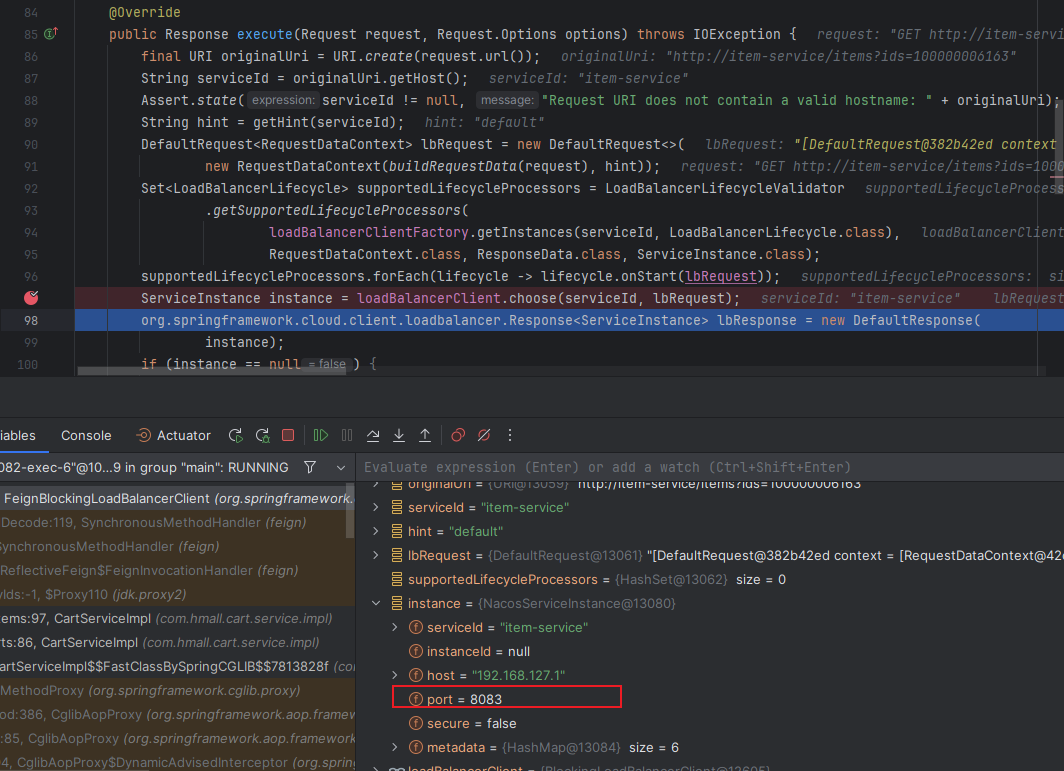 84 @Override
85 public Response execute(Request request, Request.Options options) throws IOException { request: "GET http://item-servi
86 final URI originalUri = URI.create(request.url()); originalUri: "http://item-service/items?ids=100000006163"
87 String serviceId = originalUri.getHost(); serviceId: "item-service"
88 Assert.state( expression: serviceId != null, message: "Request URI does not contain a valid hostname: " + originalUri);
89 String hint = getHint(serviceId); hint: "default"
90 DefaultRequest<RequestDataContext> lbRequest = new DefaultRequest<>( lbRequest: "[DefaultRequest@382b42ed context
91 new RequestDataContext(buildRequestData(request), hint)); request: "GET http://item-service/items?ids=1000
92 Set<LoadBalancerLifecycle> supportedLifecycleProcessors = LoadBalancerLifecycleValidator supportedLifecycleProcess
93 .getSupportedLifecycleProcessors(
94 loadBalancerClientFactory.getInstances(serviceId, LoadBalancerLifecycle.class), loadBalancerClient
95 RequestDataContext.class, ResponseData.class, ServiceInstance.class);
96 supportedLifecycleProcessors.forEach(lifecycle -> lifecycle.onStart(lbRequest)); supportedLifecycleProcessors: si
ServiceInstance instance = loadBalancerClient.choose(serviceId, lbRequest); serviceId: "item-service" lbRequest
98 org.springframework.cloud.client.loadbalancer.Response<ServiceInstance> lbResponse = new DefaultResponse(
99 instance);
100 if (instance == null = false ) {
iables Console Actuator
082-exec-6"@10...9 in group "main": RUNNING
Evaluate expression (Enter) or add a watch (Ctrl+Shift+Enter)
FeignBlockingLoadBalancerClient (org.springframework.
Decode:119, SynchronousMethodHandler (feign)
SynchronousMethodHandler (feign)
ReflectiveFeign$FeignInvocationHandler (feign)
yIds:-1, $Proxy110 (jdk.proxy2)
tems:97, CartServiceImpl (com.hmall.cart.service.impl)
rts:86, CartServiceImpl (com.hmall.cart.service.impl)
artServiceImpl$$FastClassBySpringCGLIB$$7813828f (co
MethodProxy (org.springframework.cglib.proxy)
od:386, CglibAopProxy (org.springframework.aop.framew
:85, CglibAopProxy (org.springframework.aop.framework
94, CglibAopProxy$DynamicAdvisedInterceptor (
originalUri = {URI@13059} "http://item-service/items?ids=100000006163"
serviceId = "item-service"
hint = "default"
lbRequest = {DefaultRequest@13061} "[DefaultRequest@382b42ed context = [RequestDataContext@42
supportedLifecycleProcessors = {HashSet@13062} size = 0
instance = {NacosServiceInstance@13080}
serviceId = "item-service"
instanceId = null
host = "192.168.127.1"
port = 8083
secure = false
metadata = {HashMap@13084} size = 6
loadBalancerClient = {BlockingLoadBalancerClient@12605}